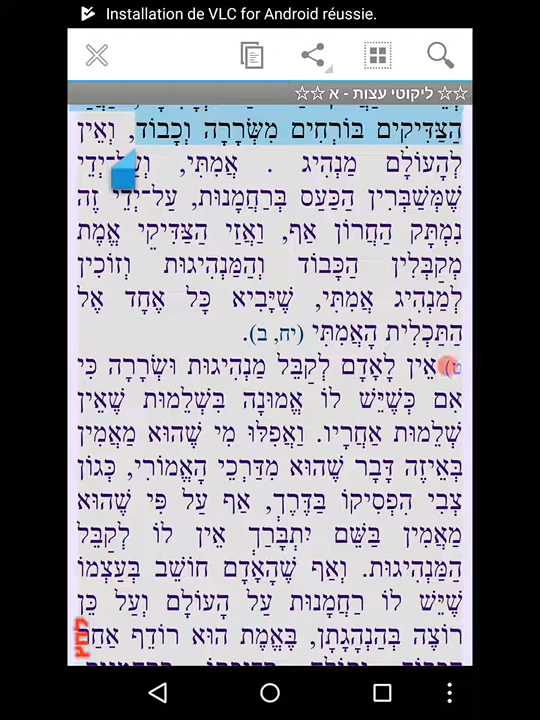 Installation de VLC for Android réussie.
☆☆ ליקוטי עצות - א ☆☆
הַצַּדִּיקִים בּוֹרְחִים מִשְּׂרָרָה וְכָבוֹד, וְאֵין
לְהָעוֹלָם מַנְהִיג . אֲמִתִּי, וְעַל־יְדֵי
שֶׁמְּשַׁבְּרִין הַכַּעַס בְּרַחֲמָנוּת, עַל־יְדֵי זֶה
נִמְתָּק הַחֲרוֹן אַף, וַאֲזַי הַצַּדִּיקֵי אֱמֶת
מְקַבְּלִין הַכָּבוֹד וְהַמַּנְהִיגוּת וְזוֹכִין
לְמַנְהִיג אֲמִתִּי, שֶׁיָּבִיא כָּל אֶחָד אֶל
הַתַּכְלִית הָאֲמִתִּי (יח, ב).
ט) אֵין לָאָדָם לְקַבֵּל מַנְהִיגוּת וּשְׂרָרָה כִּי
אִם כְּשֶׁיֵּשׁ לוֹ אֱמוּנָה בִּשְׁלֵמוּת שֶׁאֵין
שְׁלֵמוּת אַחֲרָיו. וַאֲפִלּוּ מִי שֶׁהוּא מַאֲמִין
בְּאֵיזֶה דָּבָר שֶׁהוּא מִדַּרְכֵי הָאֱמוֹרִי, כְּגוֹן
צְבִי הִפְסִיקוֹ בַּדֶּרֶךְ, אַף עַל פִּי שֶׁהוּא
מַאֲמִין בַּשֵּׁם יִתְבָּרַךְ אֵין לוֹ לְקַבֵּל
הַמַּנְהִיגוּת. וְאַף שֶׁהָאָדָם חוֹשֵׁב בְּעַצְמוֹ
שֶׁיֵּשׁ לוֹ רַחֲמָנוּת עַל הָעוֹלָם וְעַל כֵּן
רוֹצֶה בְּהַנְהָגָתָן, בֶּאֱמֶת הוּא רוֹדֵף אַחַר
לחץ